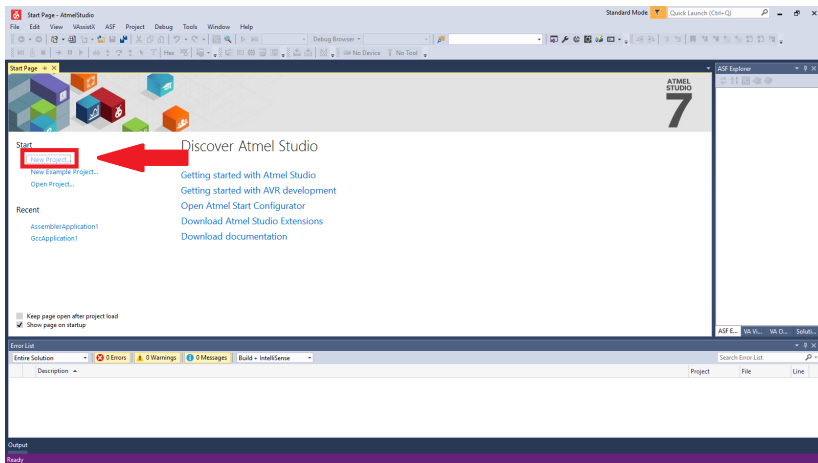 Start Page - AtmelStudio
Standard Mode
Quick Launch (Ctrl+Q)
File Edit View VAssistX ASF Project Debug Tools Window Help
Debug Browser
Hex
No Device
No Tool
Start Page
ASF Explorer
ATMEL
STUDIO
7
Start
New Project...
New Example Project...
Open Project...
Recent
AssemblerApplication1
GccApplication1
Discover Atmel Studio
Getting started with Atmel Studio
Getting started with AVR development
Open Atmel Start Configurator
Download Atmel Studio Extensions
Download documentation
Keep page open after project load
Show page on startup
ASF E... VA Vi... VA O... Soluti...
Error List
Entire Solution
0 Errors
0 Warnings
0 Messages
Build + IntelliSense
Search Error List
Description
Project
File
Line
Output
Ready